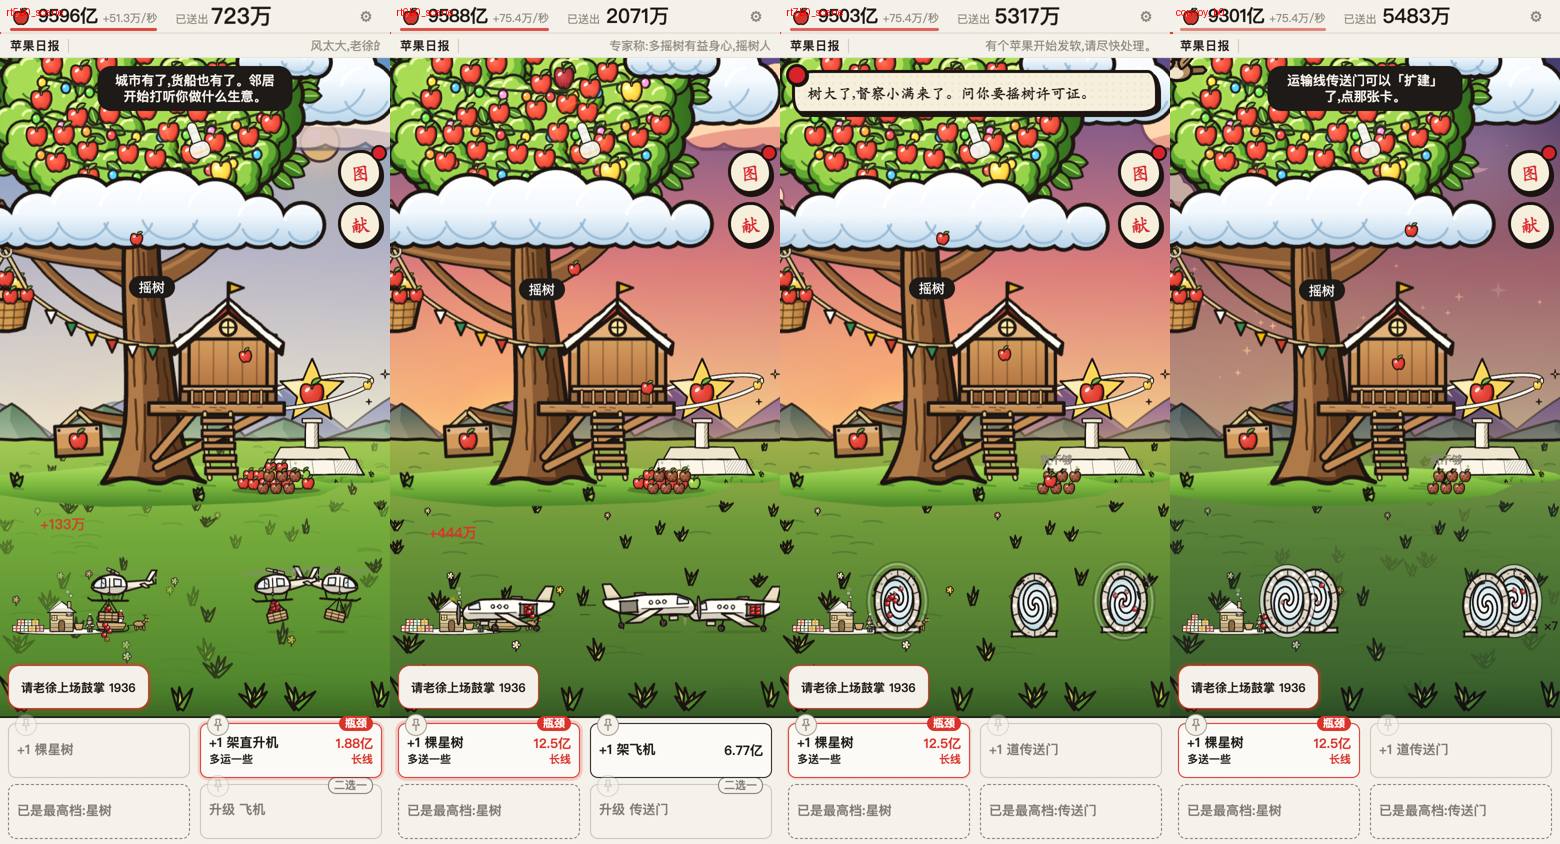 9596亿 +51.3万/秒 已送出 723万
苹果日报 风太大,老徐的
城市有了,货船也有了。邻居
开始打听你做什么生意。
图
献
摇树
+133万
请老徐上场鼓掌 1936
+1 棵星树
瓶颈
+1 架直升机 1.88亿
多运一些 长线
已是最高档:星树
二选一
升级 飞机
9588亿 +75.4万/秒 已送出 2071万
苹果日报 专家称:多摇树有益身心,摇树人
图
献
摇树
+444万
请老徐上场鼓掌 1936
瓶颈
+1 棵星树 12.5亿
多送一些 长线
+1 架飞机 6.77亿
已是最高档:星树
二选一
升级 传送门
9503亿 +75.4万/秒 已送出 5317万
苹果日报 有个苹果开始发软,请尽快处理。
树大了,督察小满来了。问你要摇树许可证。
图
献
摇树
请老徐上场鼓掌 1936
瓶颈
+1 棵星树 12.5亿
多送一些 长线
+1 道传送门
已是最高档:星树
已是最高档:传送门
9301亿 +75.4万/秒 已送出 5483万
苹果日报
运输线传送门可以「扩建」
了,点那张卡。
图
献
摇树
×7
请老徐上场鼓掌 1936
瓶颈
+1 棵星树 12.5亿
多送一些 长线
+1 道传送门
已是最高档:星树
已是最高档:传送门